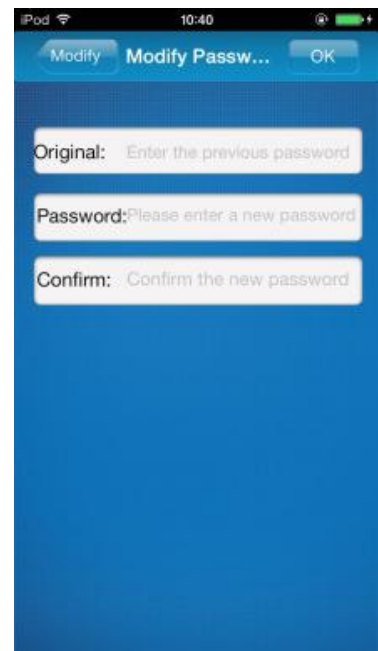 iPod 10:40
Modify Modify Passw... OK
Original: Enter the previous password
Password: Please enter a new password
Confirm: Confirm the new password